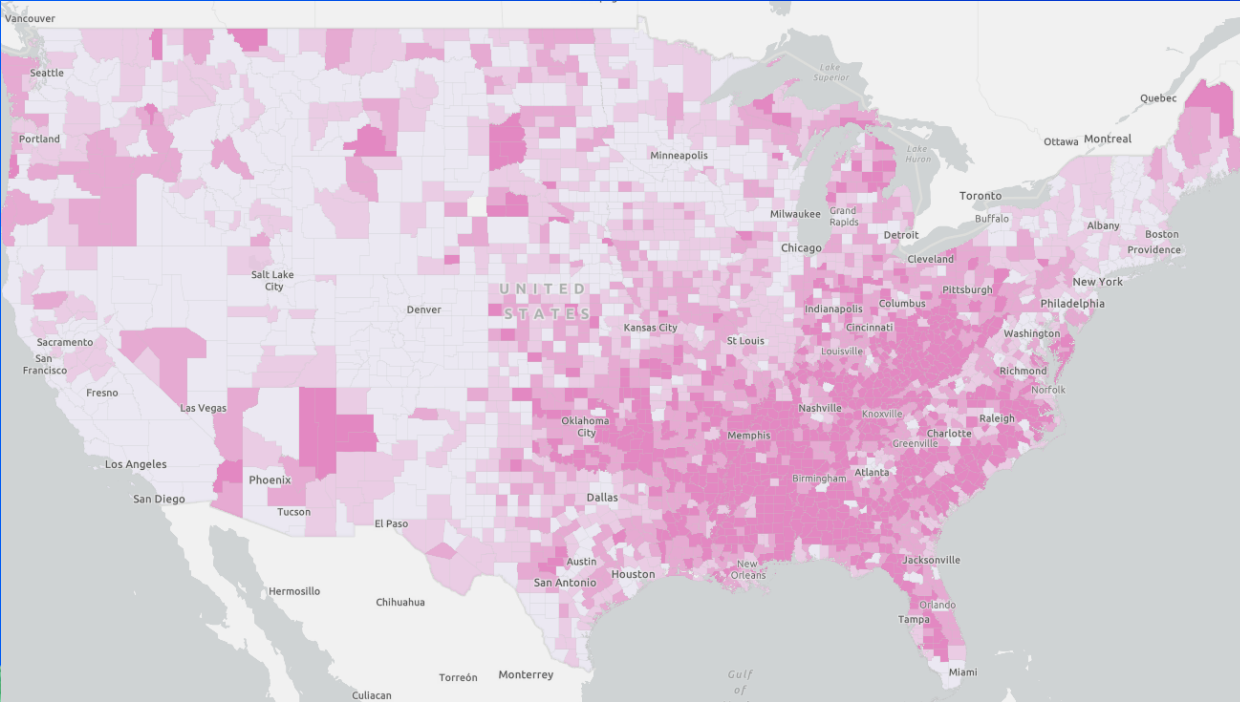 Vancouver
Seattle
Quebec
Lake
Superior
Portland
Ottawa
Montreal
Lake
Huron
Minneapolis
Toronto
Milwaukee
Grand
Rapids
Buffalo
Albany
Boston
Detroit
Chicago
Providence
Cleveland
Salt Lake
City
New York
UNITED
STATES
Pittsburgh
Denver
Indianapolis
Columbus
Philadelphia
Kansas City
Cincinnati
Washington
Sacramento
St Louis
San
Francisco
Louisville
Richmond
Fresno
Norfolk
Las Vegas
Nashville
Knoxville
Raleigh
Oklahoma
City
Memphis
Charlotte
Greenville
Los Angeles
Phoenix
Birmingham
Atlanta
San Diego
Dallas
Tucson
El Paso
Austin
Jacksonville
New
Orleans
Houston
San Antonio
Hermosillo
Chihuahua
Orlando
Tampa
Torreón
Monterrey
Gulf
of
Miami
Culiacan